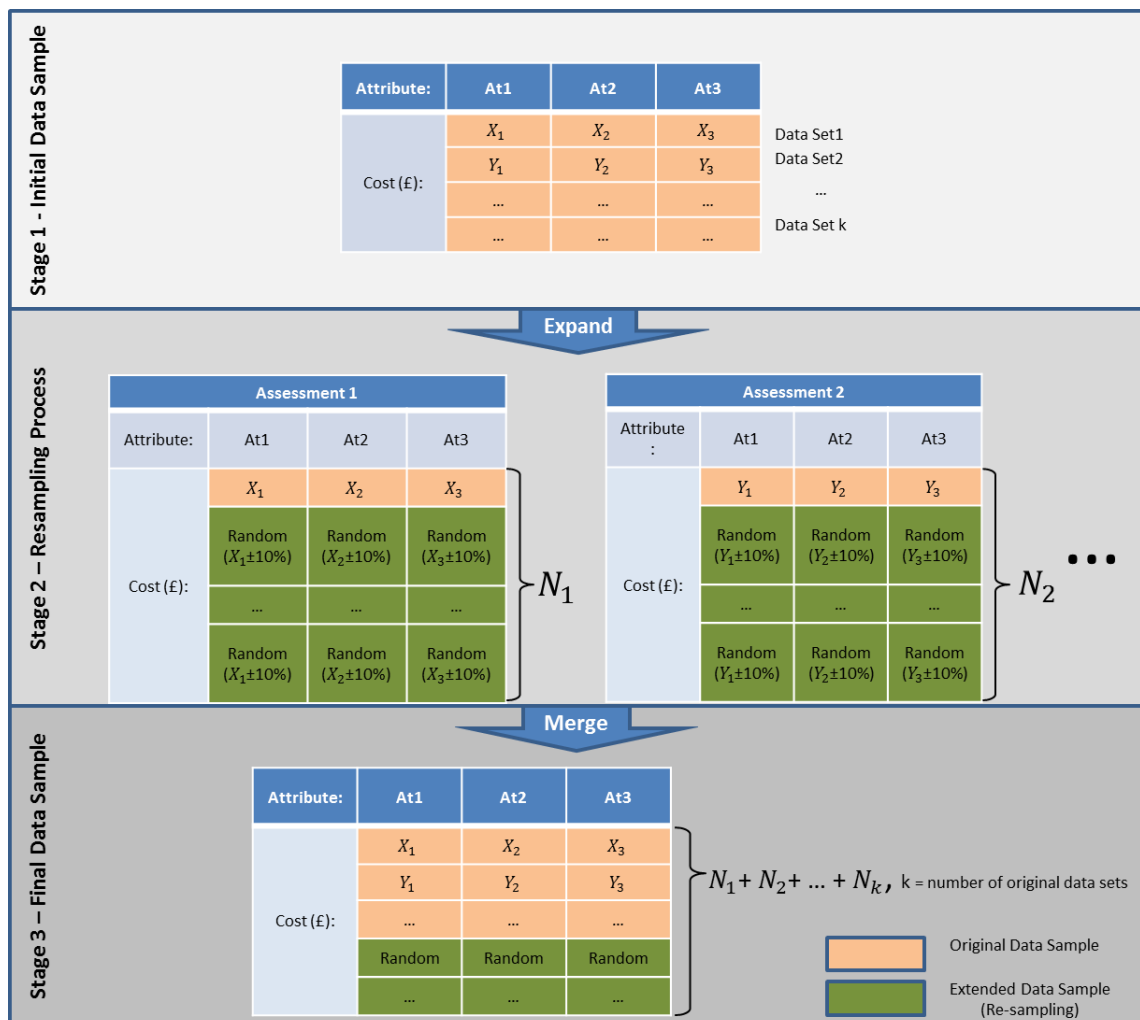 Stage 1 - Initial Data Sample
Attribute: At1 At2 At3
Cost (£):
X₁ X₂ X₃ Data Set1
Y₁ Y₂ Y₃ Data Set2
... ... ... ...
... ... ... Data Set k
Expand
Stage 2 – Resampling Process
Assessment 1
Attribute: At1 At2 At3
Cost (£):
X₁ X₂ X₃
Random Random Random
(X₁±10%) (X₂±10%) (X₃±10%)
... ... ...
Random Random Random
(X₁±10%) (X₂±10%) (X₃±10%)
N₁
Assessment 2
Attribute At1 At2 At3
:
Cost (£):
Y₁ Y₂ Y₃
Random Random Random
(Y₁±10%) (Y₂±10%) (Y₃±10%)
... ... ...
Random Random Random
(Y₁±10%) (Y₂±10%) (Y₃±10%)
N₂
...
Merge
Stage 3 – Final Data Sample
Attribute: At1 At2 At3
Cost (£):
X₁ X₂ X₃
Y₁ Y₂ Y₃
... ... ...
Random Random Random
... ... ...
N₁+ N₂+ ... + Nₖ, k = number of original data sets
Original Data Sample
Extended Data Sample
(Re-sampling)